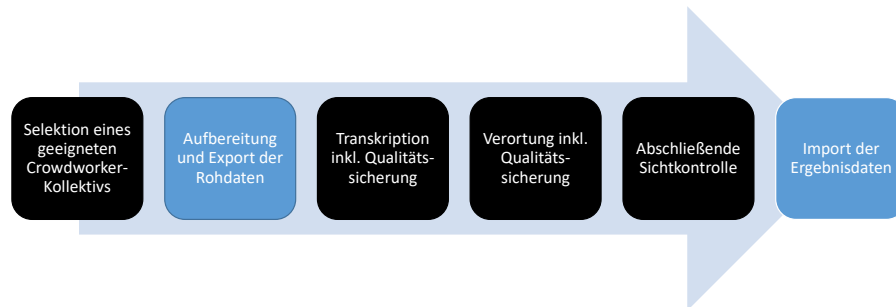 Selektion eines
geeigneten
Crowdworker-
Kollektivs
Aufbereitung
und Export der
Rohdaten
Transkription
inkl. Qualitäts-
sicherung
Verortung inkl.
Qualitäts-
sicherung
Abschließende
Sichtkontrolle
Import der
Ergebnisdaten